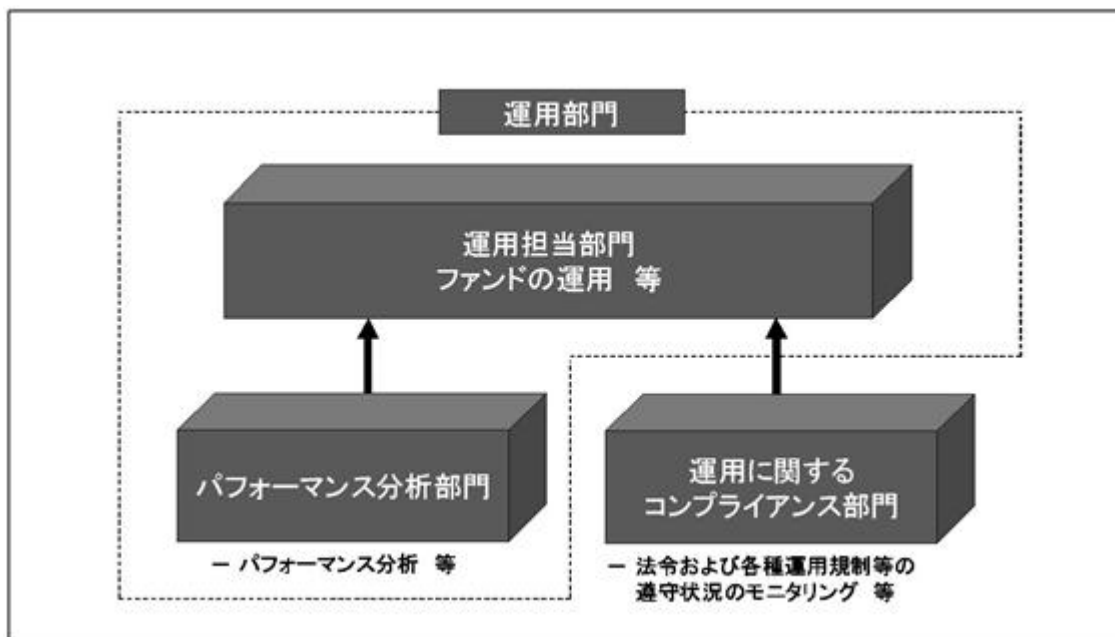 運用部門
運用担当部門
ファンドの運用 等
パフォーマンス分析部門
－ パフォーマンス分析 等
運用に関する
コンプライアンス部門
－ 法令および各種運用規制等の
遵守状況のモニタリング 等